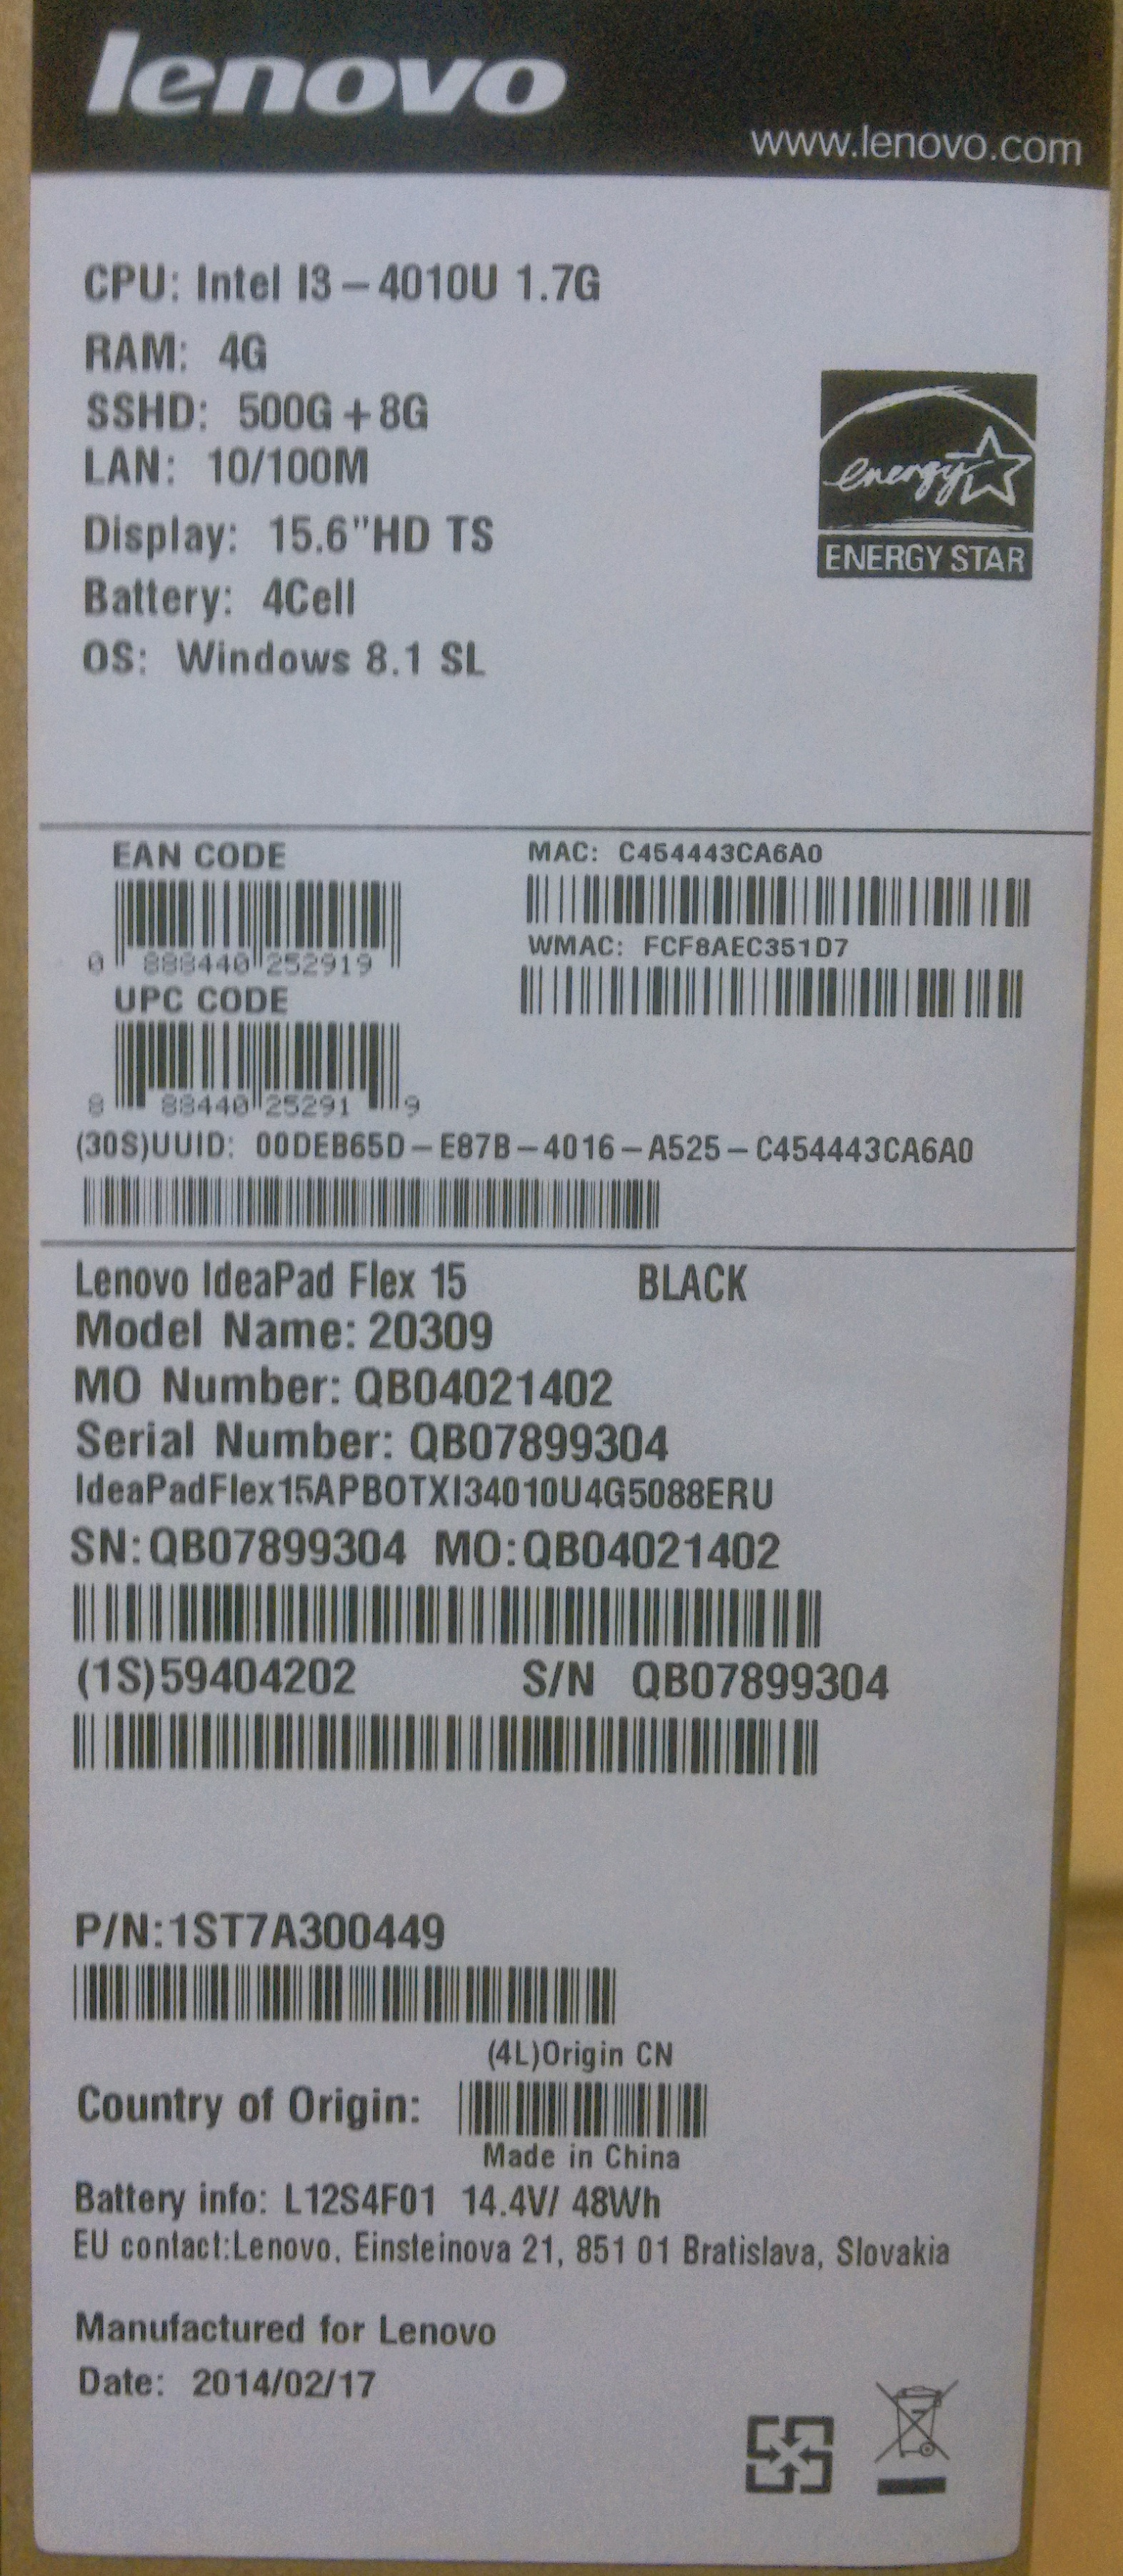 lenovo
www.lenovo.com
CPU: Intel I3-4010U 1.7G
RAM: 4G
SSHD: 500G+8G
LAN: 10/100M
Display: 15.6"HD TS
Battery: 4Cell
OS: Windows 8.1 SL
energy
ENERGY STAR
EAN CODE
0 888440 252919
UPC CODE
8 88440 25291 9
MAC: C454443CA6A0
WMAC: FCF8AEC351D7
(30S)UUID: 00DEB65D-E87B-4016-A525-C454443CA6A0
Lenovo IdeaPad Flex 15 BLACK
Model Name: 20309
MO Number: QB04021402
Serial Number: QB07899304
IdeaPadFlex15APBOTXI34010U4G5088ERU
SN:QB07899304 MO:QB04021402
(1S)59404202 S/N QB07899304
P/N:1ST7A300449
(4L)Origin CN
Country of Origin:
Made in China
Battery info: L12S4F01 14.4V/ 48Wh
EU contact:Lenovo. Einsteinova 21, 851 01 Bratislava, Slovakia
Manufactured for Lenovo
Date: 2014/02/17